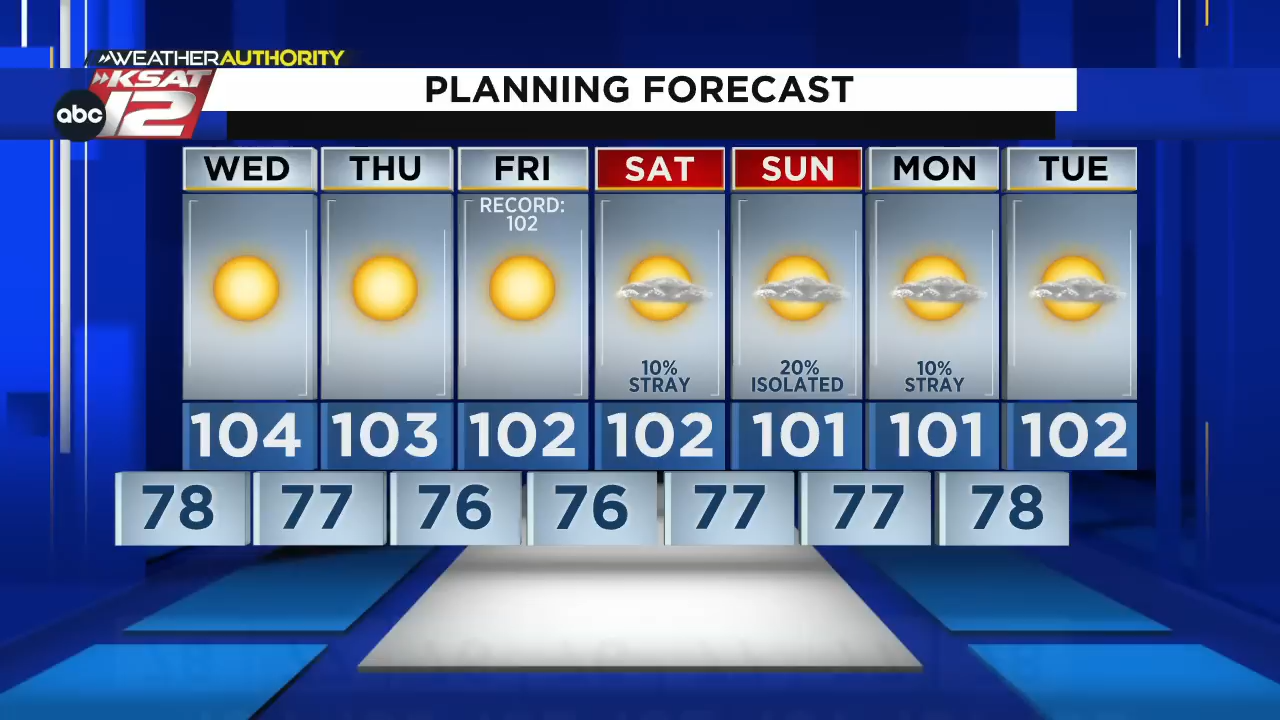 WEATHERAUTHORITY
KSAT
abc 12
PLANNING FORECAST
WED THU FRI SAT SUN MON TUE
RECORD:
102
10% 20% 10%
STRAY ISOLATED STRAY
104 103 102 102 101 101 102
78 77 76 76 77 77 78